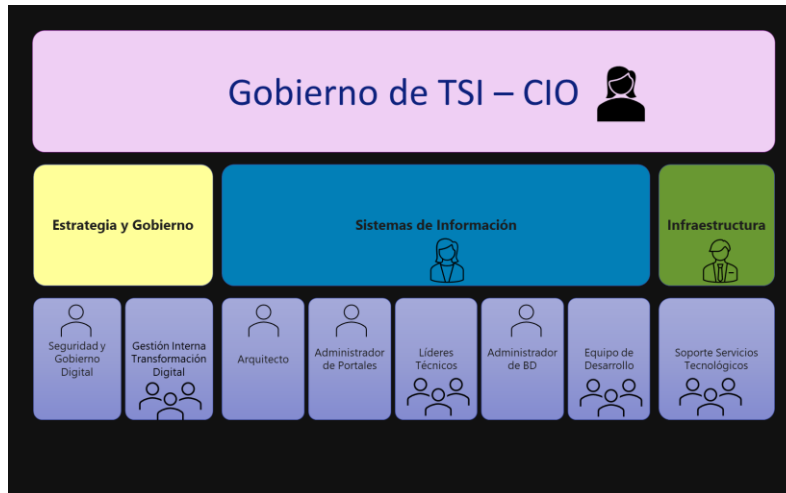 Gobierno de TSI – CIO
Estrategia y Gobierno
Sistemas de Información
Infraestructura
Seguridad y
Gobierno
Digital
Gestión Interna
Transformación
Digital
Arquitecto
Administrador
de Portales
Líderes
Técnicos
Administrador
de BD
Equipo de
Desarrollo
Soporte Servicios
Tecnológicos